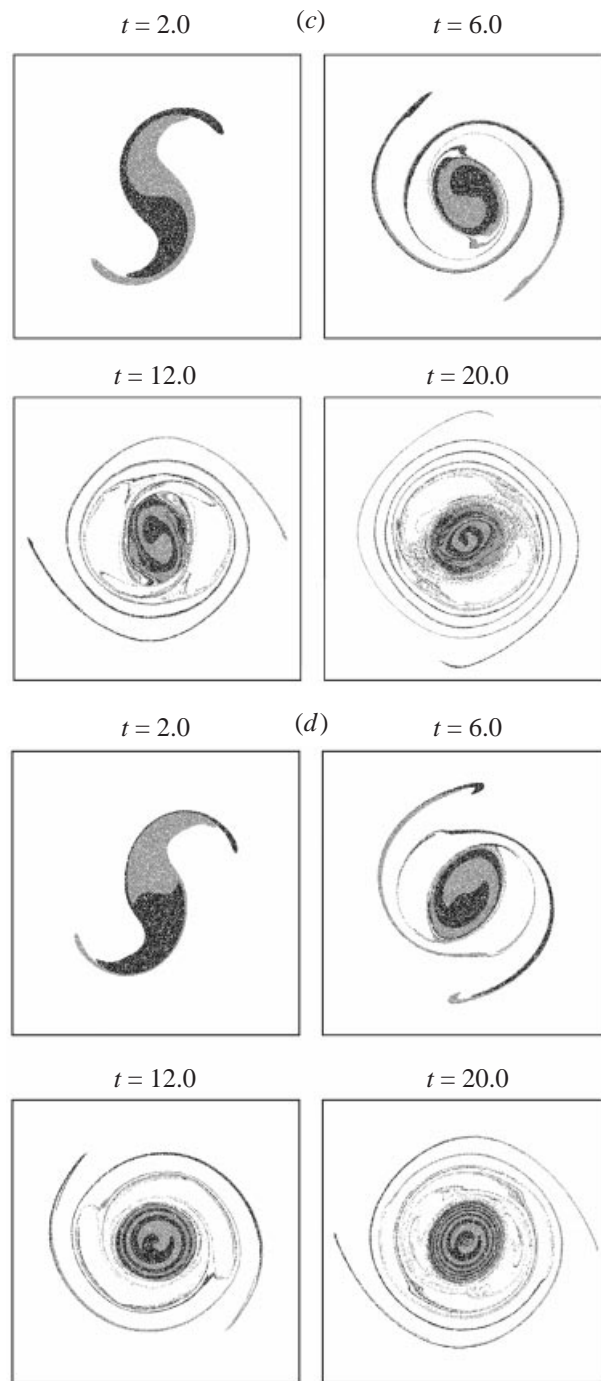 t = 2.0 (c) t = 6.0
t = 12.0 t = 20.0
t = 2.0 (d) t = 6.0
t = 12.0 t = 20.0